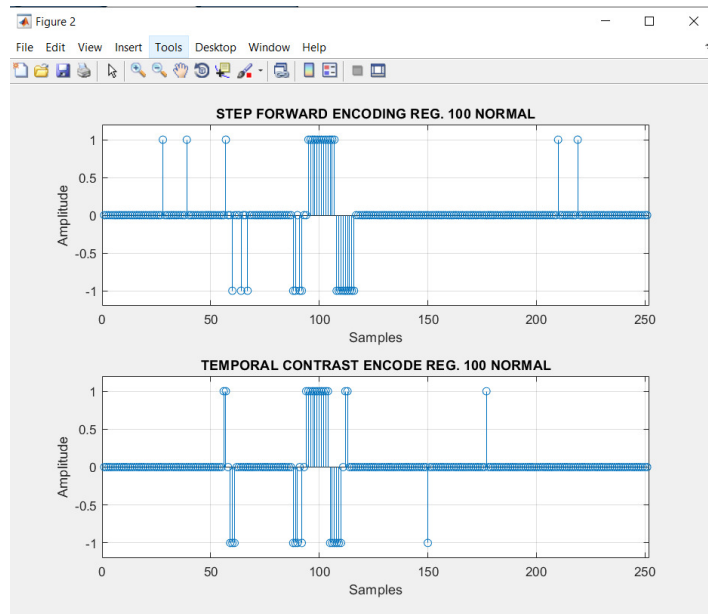 Figure 2
File Edit View Insert Tools Desktop Window Help
STEP FORWARD ENCODING REG. 100 NORMAL
1
0.5
0
-0.5
-1
Amplitude
0 50 100 150 200 250
Samples
TEMPORAL CONTRAST ENCODE REG. 100 NORMAL
1
0.5
0
-0.5
-1
Amplitude
0 50 100 150 200 250
Samples